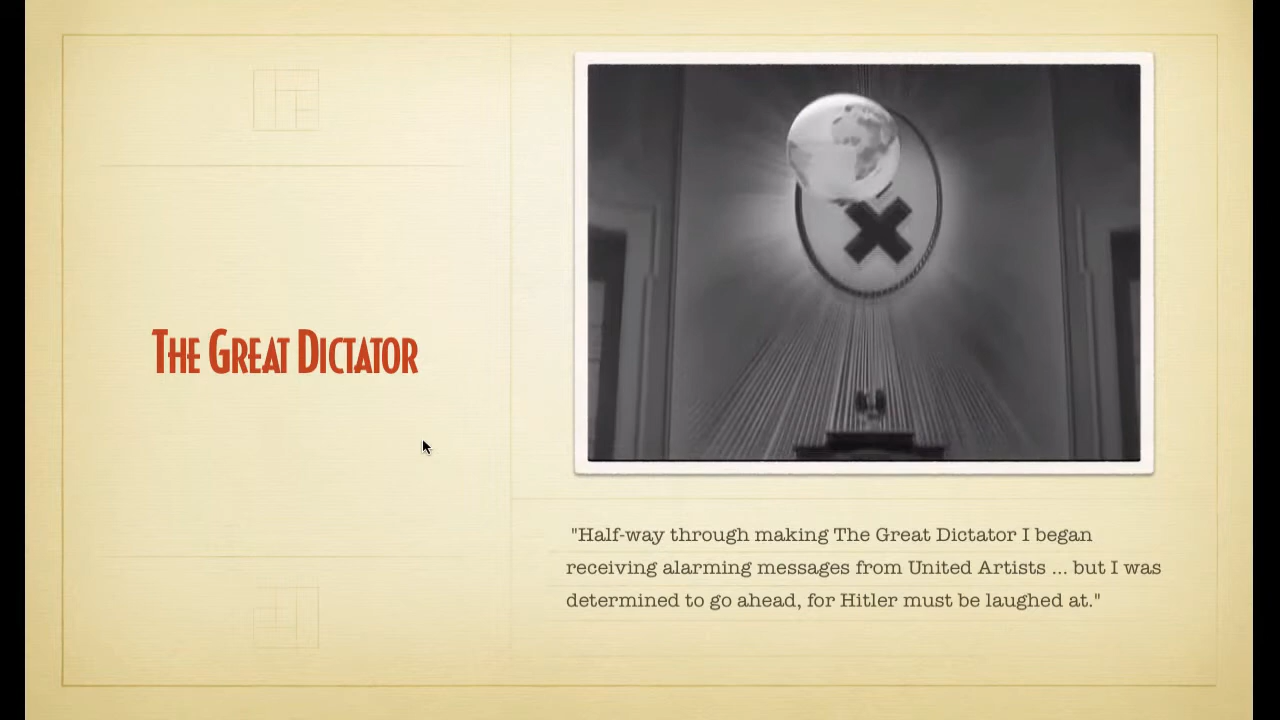 The Great Dictator
"Half-way through making The Great Dictator I began
receiving alarming messages from United Artists ... but I was
determined to go ahead, for Hitler must be laughed at."